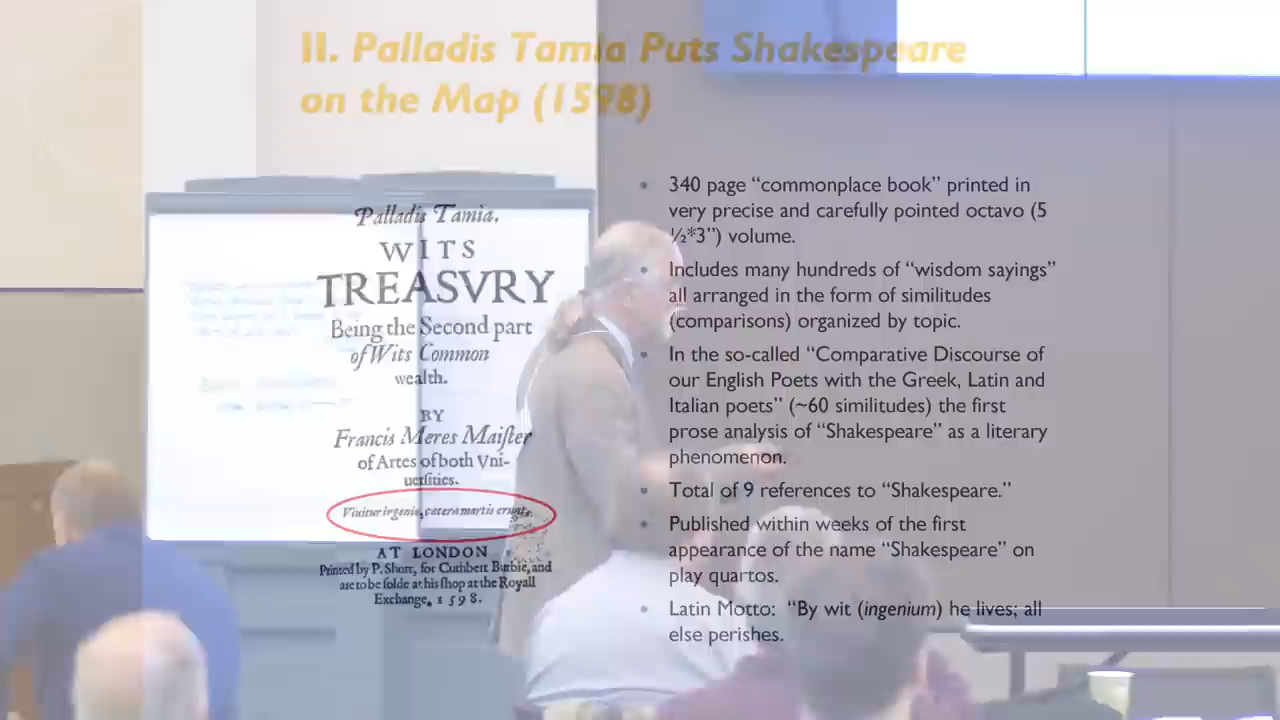 II. Palladis Tamia Puts Shakespeare
on the Map (1598)
Palladis Tamia.
WITS
TREASVRY
Being the Second part
of Wits Common
wealth.
BY
Francis Meres Maiſter
of Artes of both Vni-
uerſities.
Viuitur ingenio, cætera mortis erunt.
AT LONDON
Printed by P. Short, for Cuthbert Burbie, and
are to be ſolde at his ſhop at the Royall
Exchange, 1598.
• 340 page “commonplace book” printed in
very precise and carefully pointed octavo (5
½*3”) volume.
• Includes many hundreds of “wisdom sayings”
all arranged in the form of similitudes
(comparisons) organized by topic.
• In the so-called “Comparative Discourse of
our English Poets with the Greek, Latin and
Italian poets” (~60 similitudes) the first
prose analysis of “Shakespeare” as a literary
phenomenon.
• Total of 9 references to “Shakespeare.”
• Published within weeks of the first
appearance of the name “Shakespeare” on
play quartos.
• Latin Motto: “By wit (ingenium) he lives; all
else perishes.